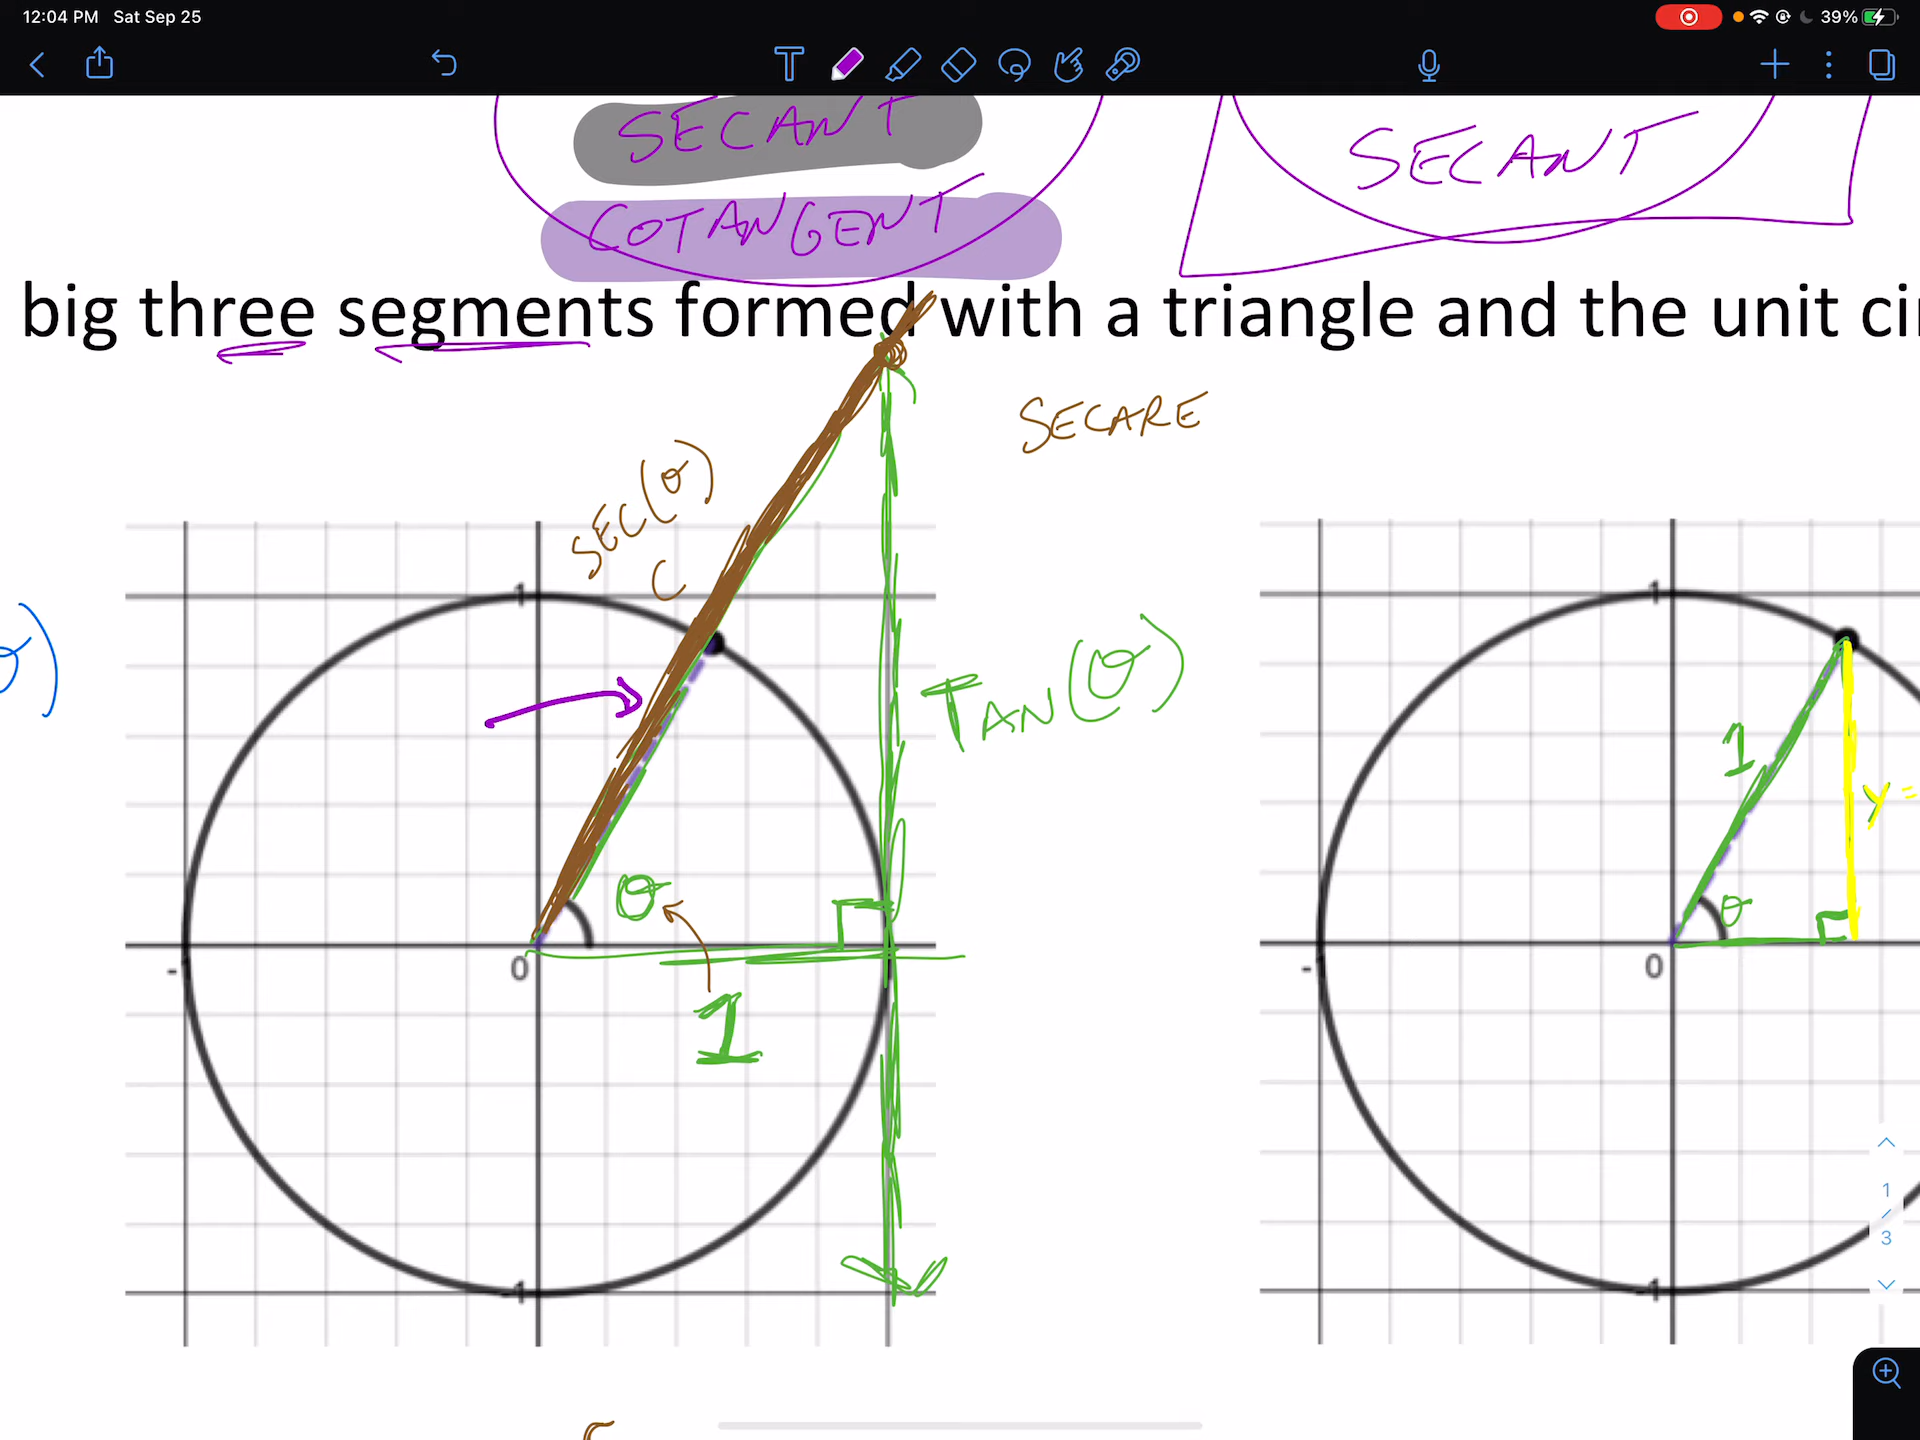 12:04 PM Sat Sep 25
39%
SECANT
COTANGENT
SECANT
big three segments formed with a triangle and the unit ci
SECARE
SEC(θ)
C
1
1
θ)
TAN(θ)
1
y =
θ
θ
-
0
-
0
1
-1
-1
1
/
3